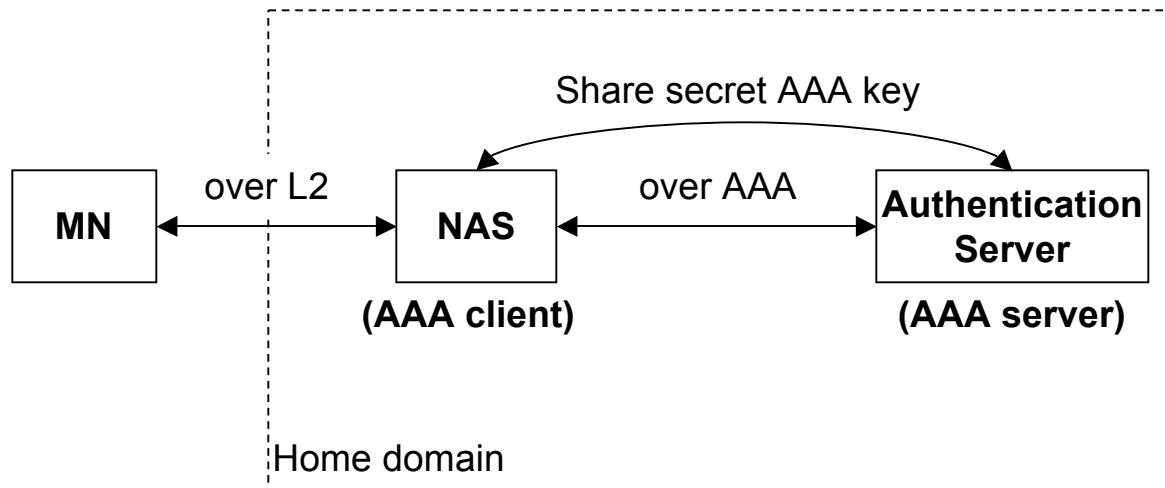 Share secret AAA key
over L2
over AAA
MN
NAS
Authentication
Server
(AAA client)
(AAA server)
Home domain